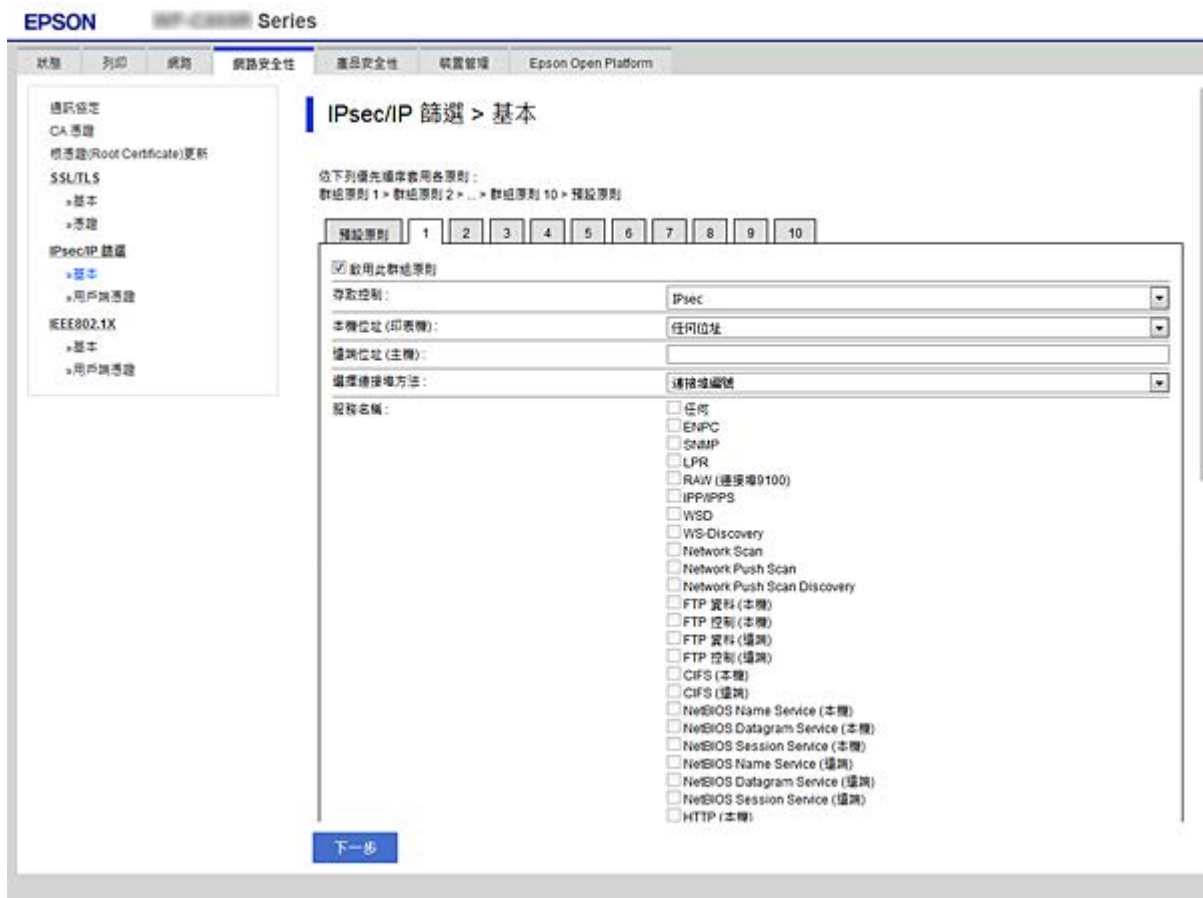 EPSON Series
狀態 列印 網路 網路安全性 產品安全性 裝置管理 Epson Open Platform
通訊協定
CA 憑證
根憑證(Root Certificate)更新
SSL/TLS
»基本
»憑證
IPsec/IP 篩選
»基本
»用戶端憑證
IEEE802.1X
»基本
»用戶端憑證
IPsec/IP 篩選 > 基本
依下列優先順序套用各原則 :
群組原則 1 > 群組原則 2 > ... > 群組原則 10 > 預設原則
預設原則 1 2 3 4 5 6 7 8 9 10
啟用此群組原則
存取控制 : IPsec
本機位址 (印表機) : 任何位址
遠端位址 (主機) :
選擇連接埠方法 : 連接埠編號
服務名稱 : 任何
ENPC
SNMP
LPR
RAW (連接埠9100)
IPP/IPPS
WSD
WS-Discovery
Network Scan
Network Push Scan
Network Push Scan Discovery
FTP 資料 (本機)
FTP 控制 (本機)
FTP 資料 (遠端)
FTP 控制 (遠端)
CIFS (本機)
CIFS (遠端)
NetBIOS Name Service (本機)
NetBIOS Datagram Service (本機)
NetBIOS Session Service (本機)
NetBIOS Name Service (遠端)
NetBIOS Datagram Service (遠端)
NetBIOS Session Service (遠端)
HTTP (本機)
下一步